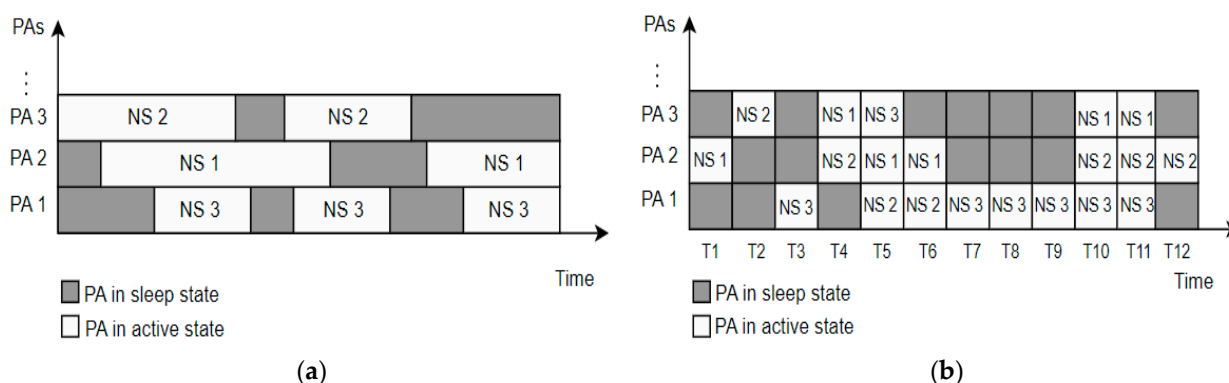 PAs
⋮
PA 3 NS 2 NS 2
PA 2 NS 1 NS 1
PA 1 NS 3 NS 3 NS 3
Time
PA in sleep state
PA in active state
(a)
PAs
⋮
PA 3 NS 2 NS 1 NS 3 NS 1 NS 1
PA 2 NS 1 NS 2 NS 1 NS 1 NS 2 NS 2 NS 2
PA 1 NS 3 NS 2 NS 2 NS 3 NS 3 NS 3 NS 3 NS 3
T1 T2 T3 T4 T5 T6 T7 T8 T9 T10 T11 T12
Time
PA in sleep state
PA in active state
(b)